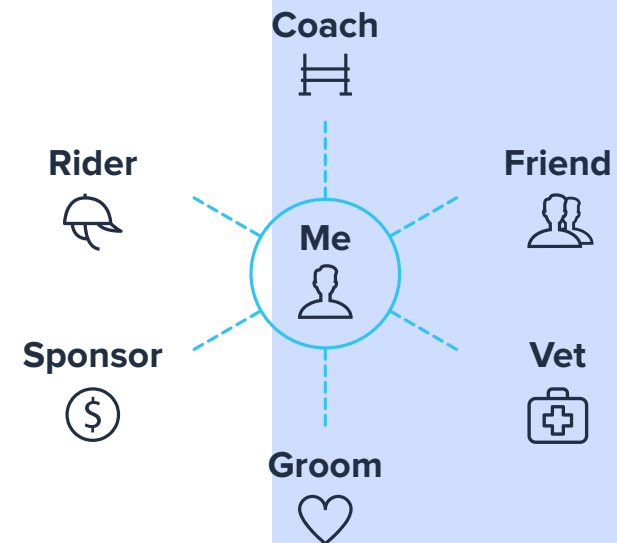 Coach
Rider
Friend
Me
Sponsor
Vet
$
Groom